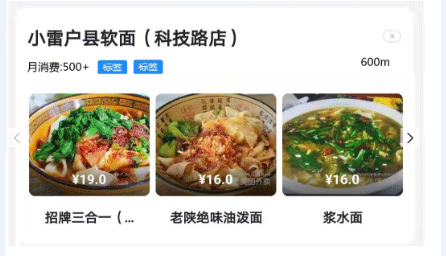 小雷户县软面（科技路店）
月消费:500+ 标签 标签
600m
¥19.0 ¥16.0 ¥16.0
招牌三合一（... 老陕绝味油泼面 浆水面